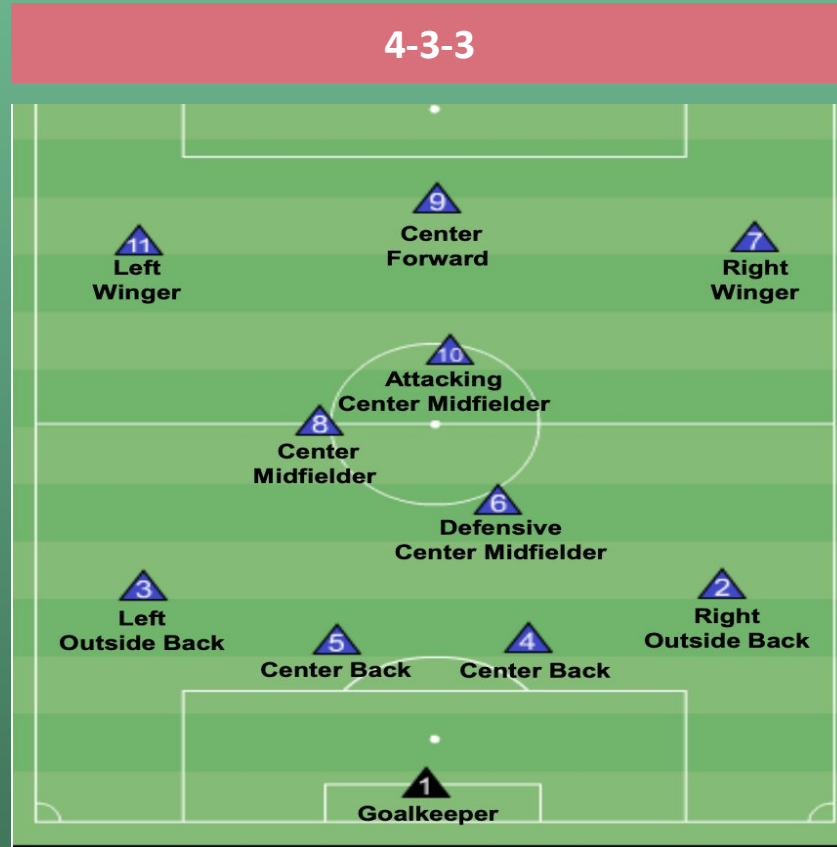 4-3-3
9
Center
Forward
11
Left
Winger
7
Right
Winger
10
Attacking
Center Midfielder
8
Center
Midfielder
6
Defensive
Center Midfielder
3
Left
Outside Back
2
Right
Outside Back
5
Center Back
4
Center Back
1
Goalkeeper